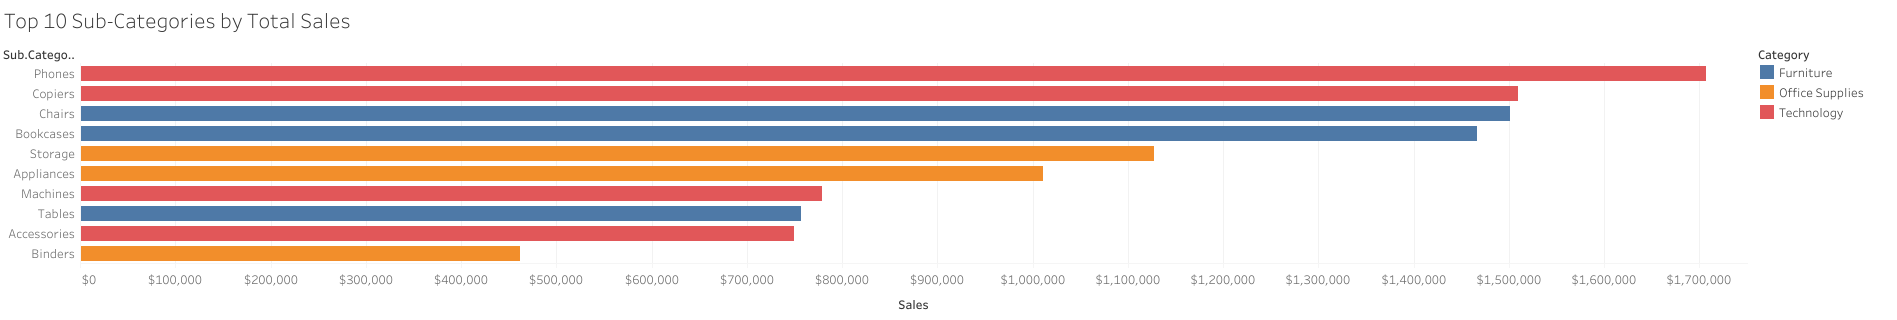 Top 10 Sub-Categories by Total Sales
Sub.Catego..
Phones
Copiers
Chairs
Bookcases
Storage
Appliances
Machines
Tables
Accessories
Binders
$0 $100,000 $200,000 $300,000 $400,000 $500,000 $600,000 $700,000 $800,000 $900,000 $1,000,000 $1,100,000 $1,200,000 $1,300,000 $1,400,000 $1,500,000 $1,600,000 $1,700,000
Sales
Category
Furniture
Office Supplies
Technology